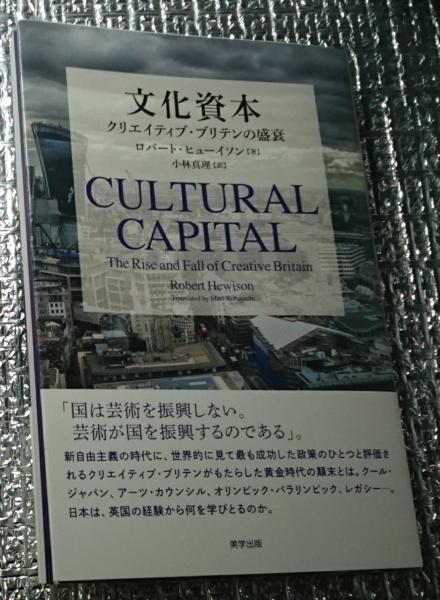 文化資本
クリエイティブ・ブリテンの盛衰
ロバート・ヒューイソン［著］
小林真理［訳］
CULTURAL
CAPITAL
The Rise and Fall of Creative Britain
Robert Hewison
Translated by Mari Kobayashi
「国は芸術を振興しない。
芸術が国を振興するのである」。
新自由主義の時代に、世界的に見て最も成功した政策のひとつと評価さ
れるクリエイティブ・ブリテンがもたらした黄金時代の顛末とは。クール・
ジャパン、アーツ・カウンシル、オリンピック・パラリンピック、レガシー…。
日本は、英国の経験から何を学びとるのか。
美学出版